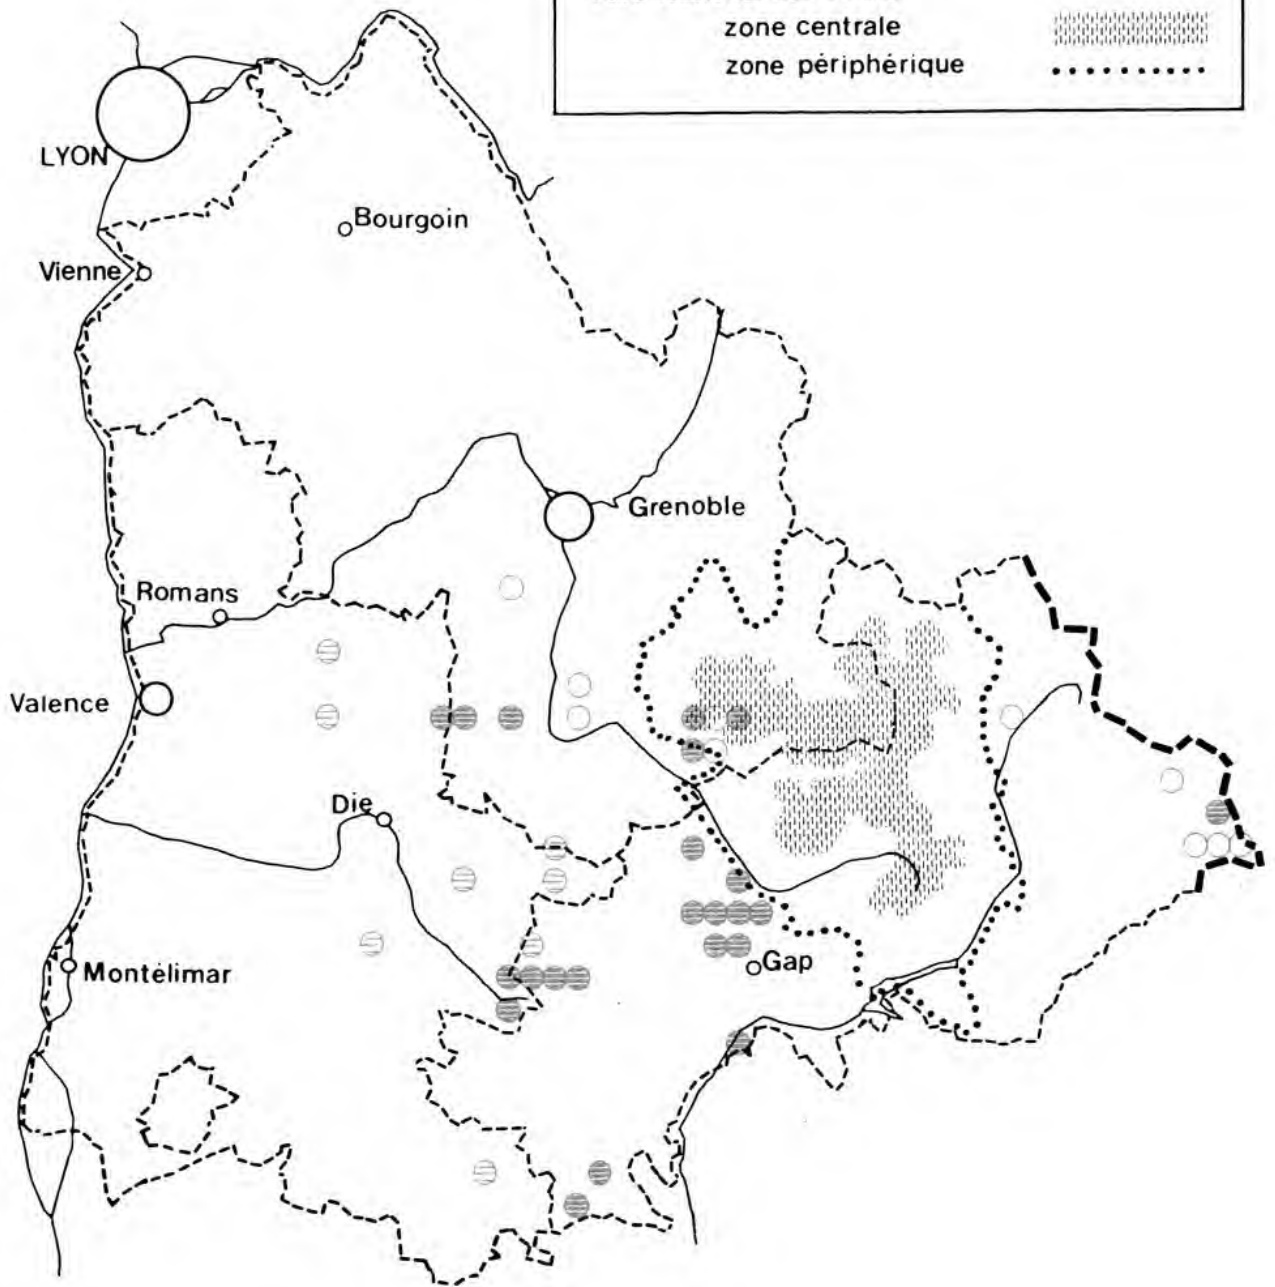 zone centrale
zone périphérique
LYON
Bourgoin
Vienne
Grenoble
Romans
Valence
Die
Montélimar
Gap